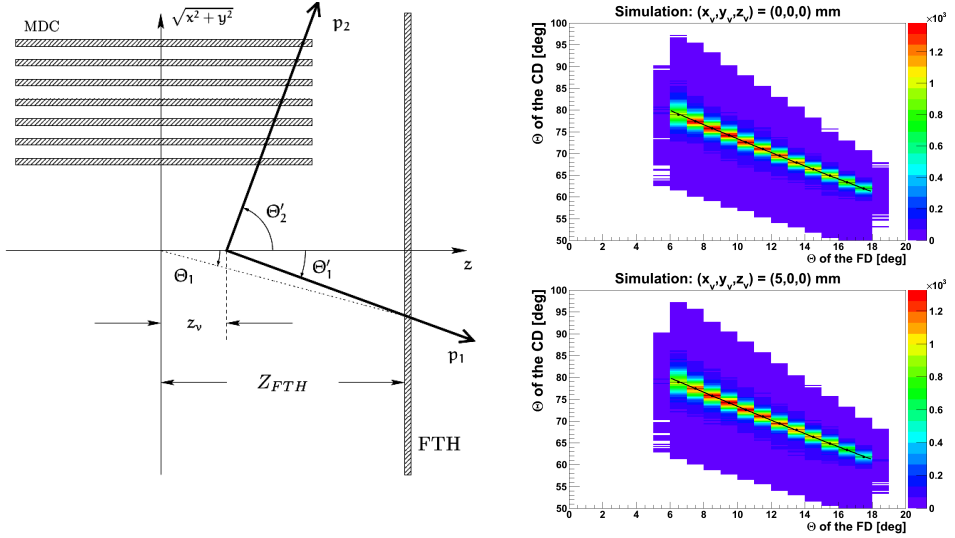 MDC
√x² + y²
p₂
Θ′₂
Θ₁
Θ′₁
z
z_v
p₁
Z_FTH
FTH
Simulation: (x_v,y_v,z_v) = (0,0,0) mm
×10³
Θ of the CD [deg]
100
95
90
85
80
75
70
65
60
55
50
0 2 4 6 8 10 12 14 16 18 20
Θ of the FD [deg]
1.2
1
0.8
0.6
0.4
0.2
0
Simulation: (x_v,y_v,z_v) = (5,0,0) mm
×10³
Θ of the CD [deg]
100
95
90
85
80
75
70
65
60
55
50
0 2 4 6 8 10 12 14 16 18 20
Θ of the FD [deg]
1.2
1
0.8
0.6
0.4
0.2
0